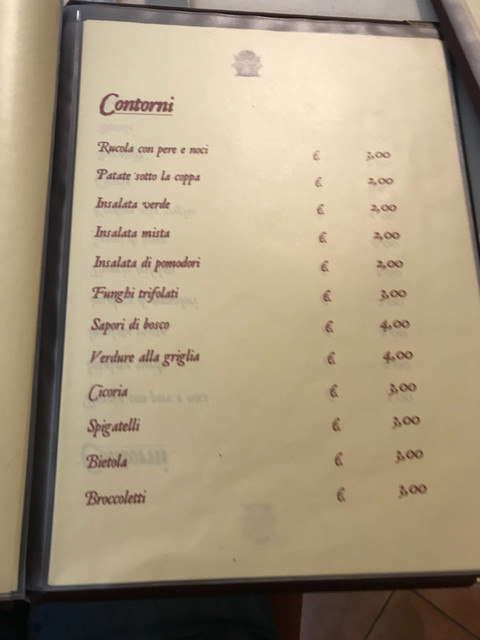 Contorni
Rucola con pere e noci € 3,00
Patate sotto la coppa € 2,00
Insalata verde € 2,00
Insalata mista € 2,00
Insalata di pomodori € 2,00
Funghi trifolati € 3,00
Sapori di bosco € 4,00
Verdure alla griglia € 4,00
Cicoria € 3,00
Spigatelli € 3,00
Bietola € 3,00
Broccoletti € 3,00